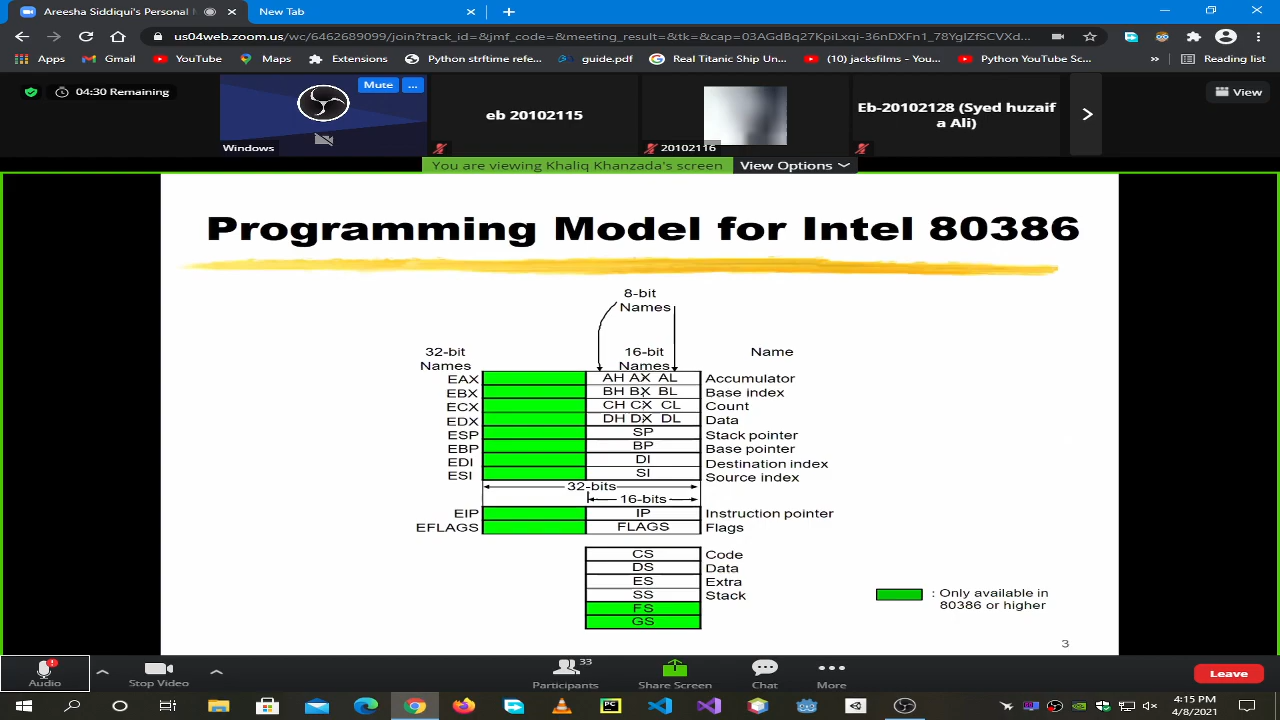 Areesha Siddiqui's Personal
New Tab
us04web.zoom.us/wc/6462689099/join?track_id=&jmf_code=&meeting_result=&tk=&cap=03AGdBq27KpiLxqi-36nDXFn1_78YgIZfSCVXd...
Apps
Gmail
YouTube
Maps
Extensions
Python strftime refe...
guide.pdf
Real Titanic Ship Un...
(10) jacksfilms - You...
Python YouTube Sc...
»
Reading list
04:30 Remaining
Mute
...
Windows
eb 20102115
20102116
Eb-20102128 (Syed huzaif
a Ali)
View
You are viewing Khaliq Khanzada's screen
View Options
Programming Model for Intel 80386
8-bit
Names
32-bit
Names
16-bit
Names
Name
EAX AH AX AL Accumulator
EBX BH BX BL Base index
ECX CH CX CL Count
EDX DH DX DL Data
ESP SP Stack pointer
EBP BP Base pointer
EDI DI Destination index
ESI SI Source index
32-bits
16-bits
EIP IP Instruction pointer
EFLAGS FLAGS Flags
CS Code
DS Data
ES Extra
SS Stack
FS
GS
: Only available in
80386 or higher
3
Audio
Stop Video
Participants
33
Share Screen
Chat
More
Leave
4:15 PM
4/8/2021